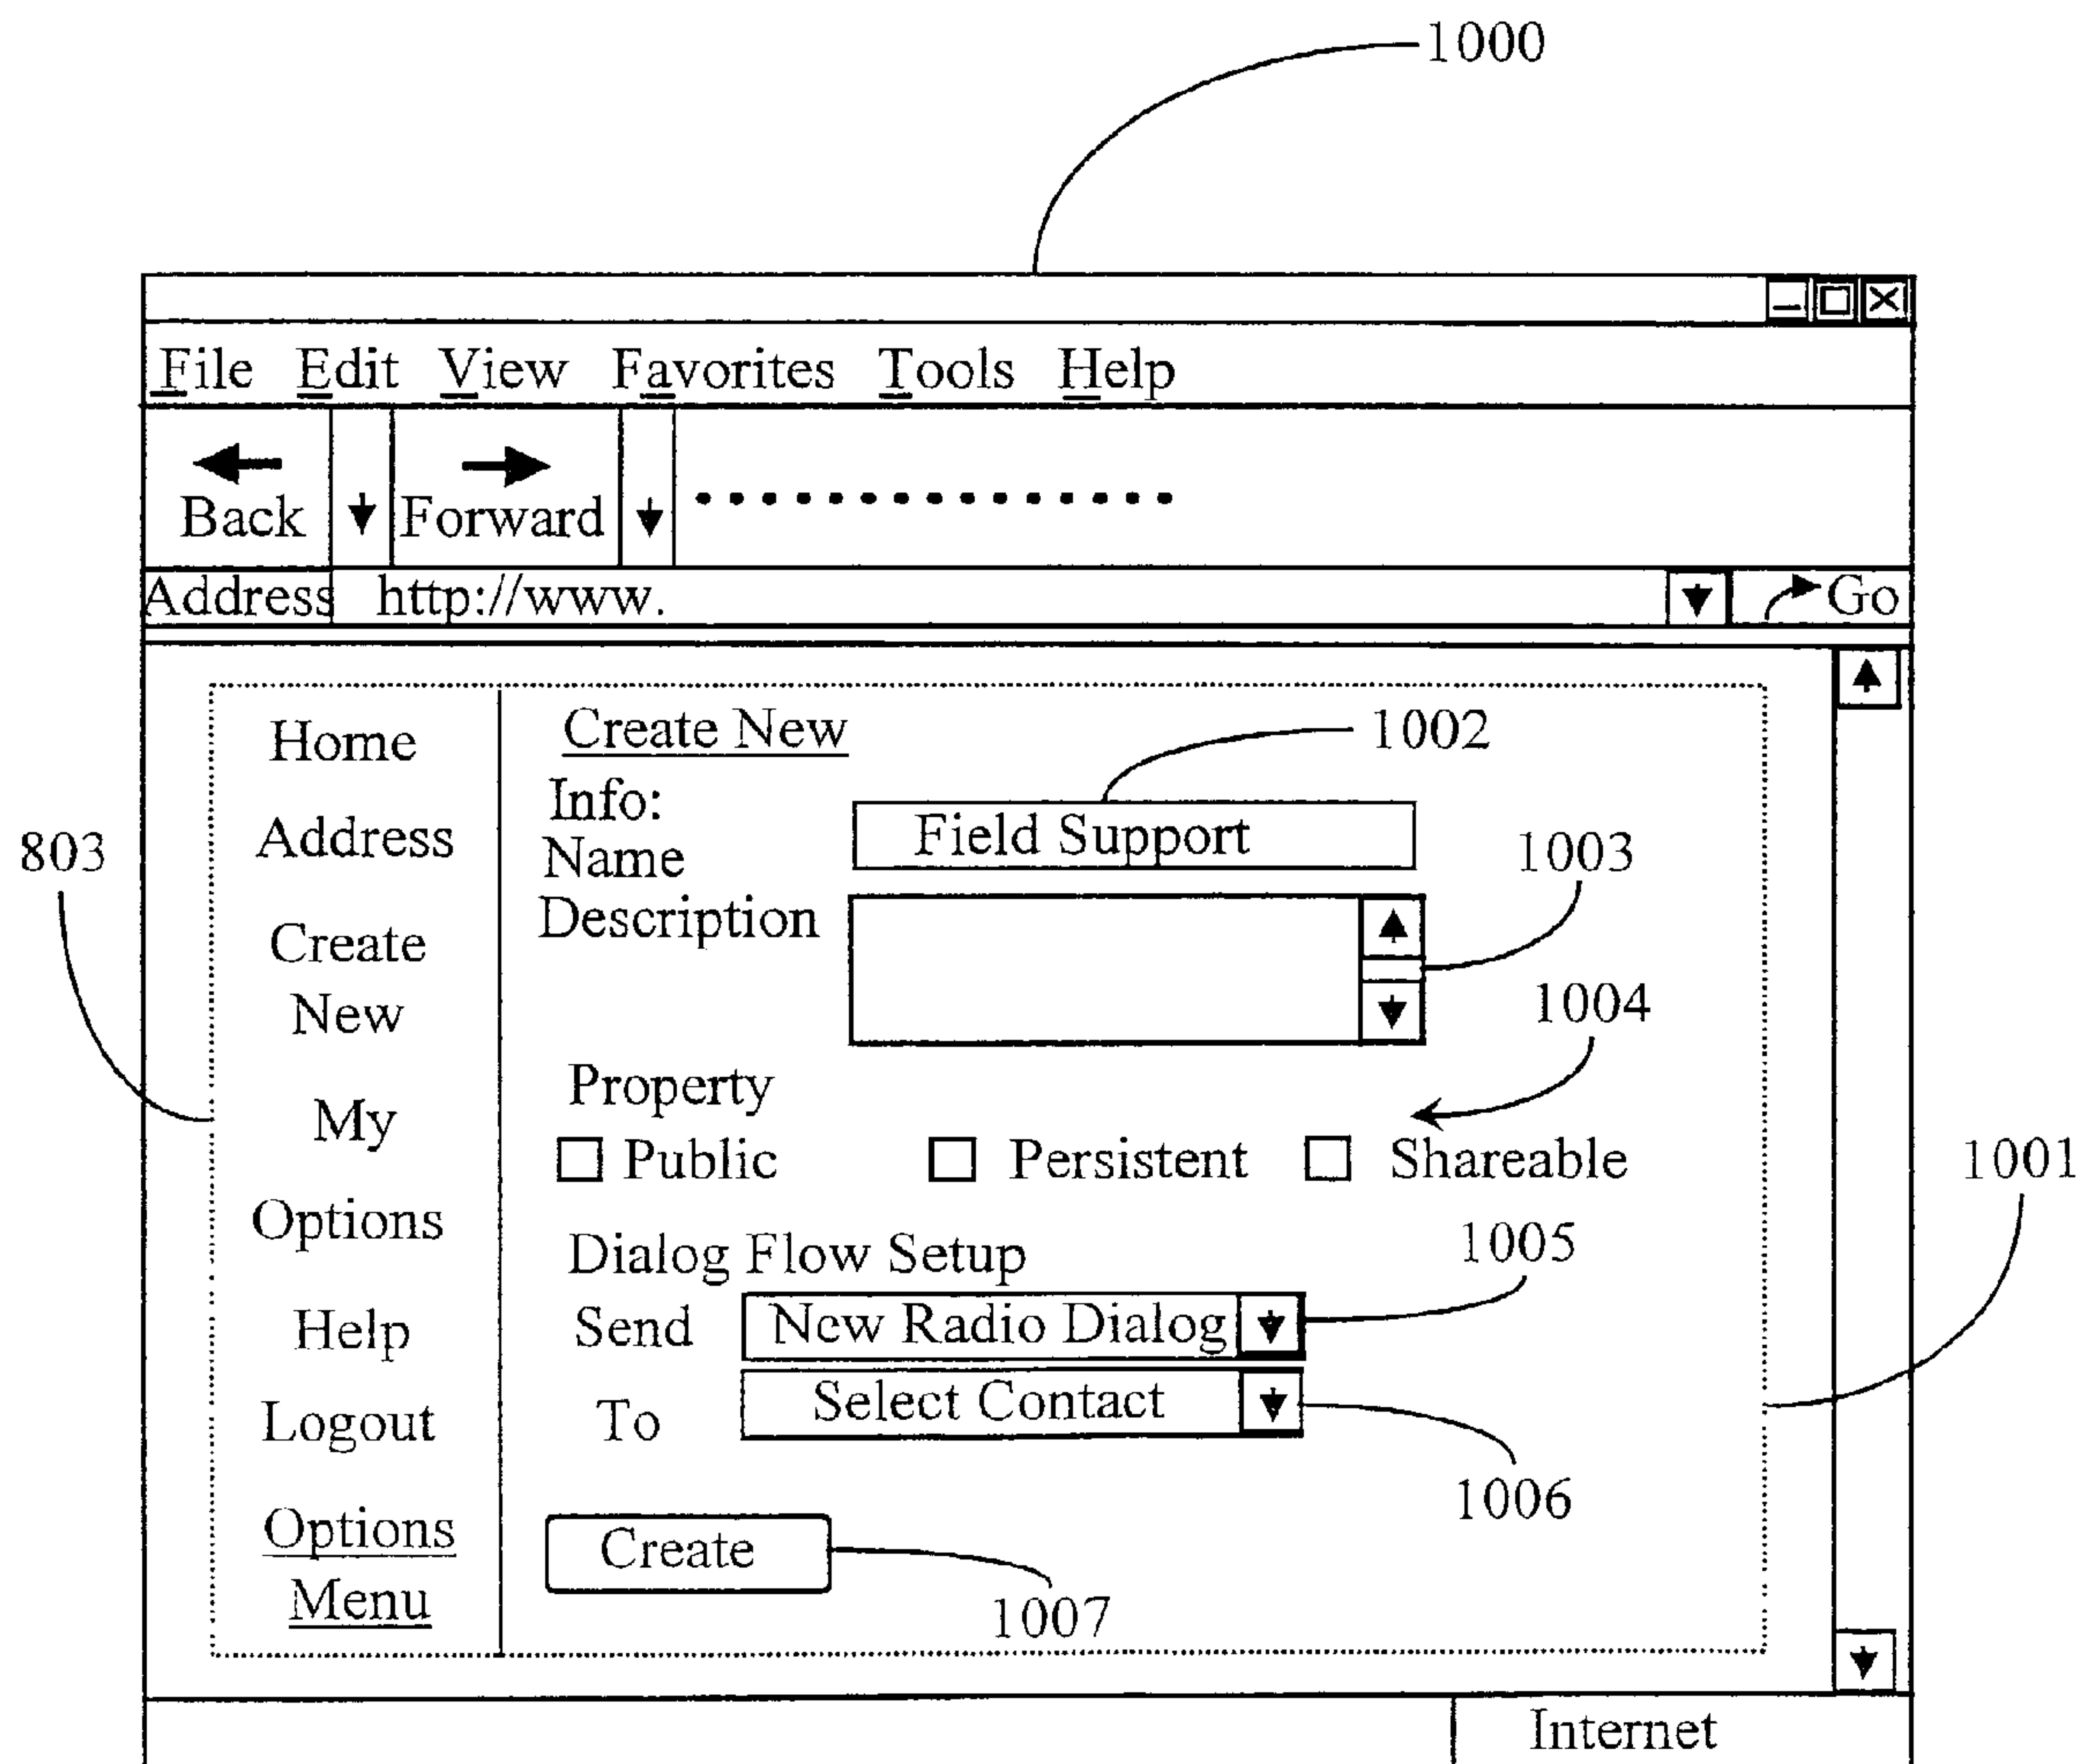 1000
File Edit View Favorites Tools Help
Back Forward
Address http://www. Go
803
Home
Address
Create
New
My
Options
Help
Logout
Options
Menu
Create New
1002
Info:
Name Field Support
1003
Description
1004
Property
Public Persistent Shareable
1001
Dialog Flow Setup
1005
Send New Radio Dialog
To Select Contact
1006
Create
1007
Internet